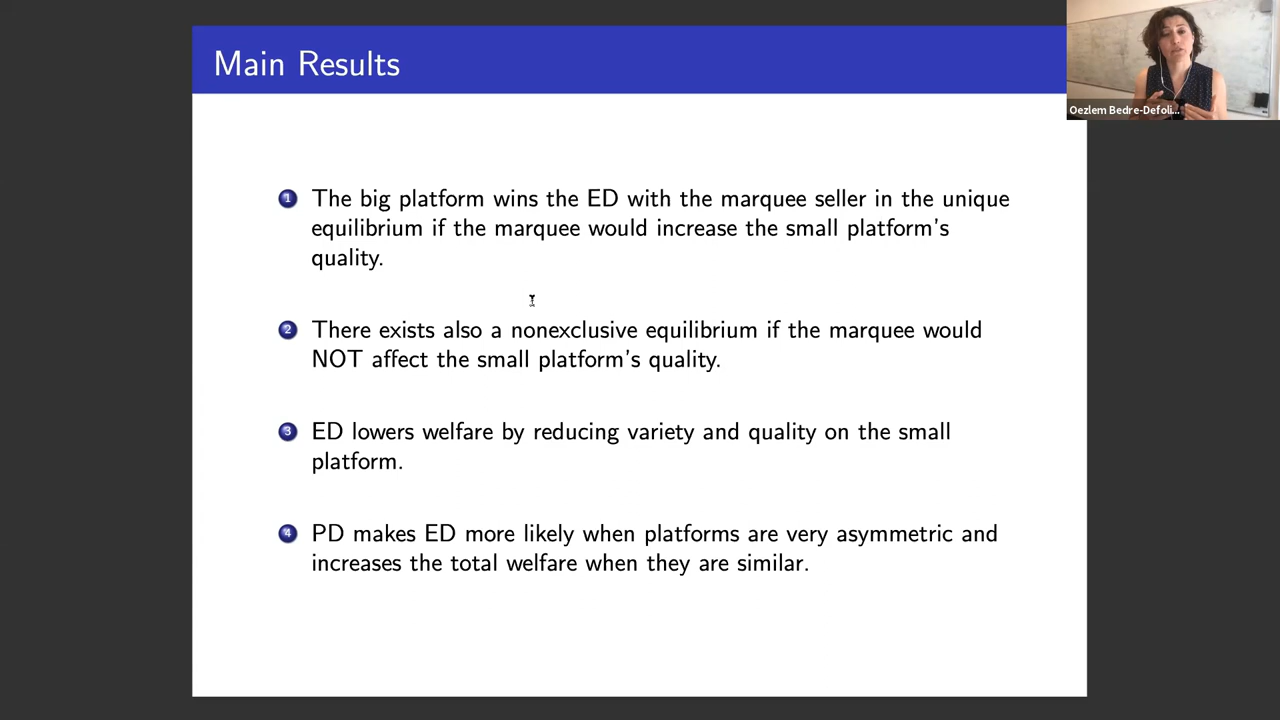 Main Results
Oezlem Bedre-Defoli...
1 The big platform wins the ED with the marquee seller in the unique
equilibrium if the marquee would increase the small platform's
quality.
2 There exists also a nonexclusive equilibrium if the marquee would
NOT affect the small platform's quality.
3 ED lowers welfare by reducing variety and quality on the small
platform.
4 PD makes ED more likely when platforms are very asymmetric and
increases the total welfare when they are similar.